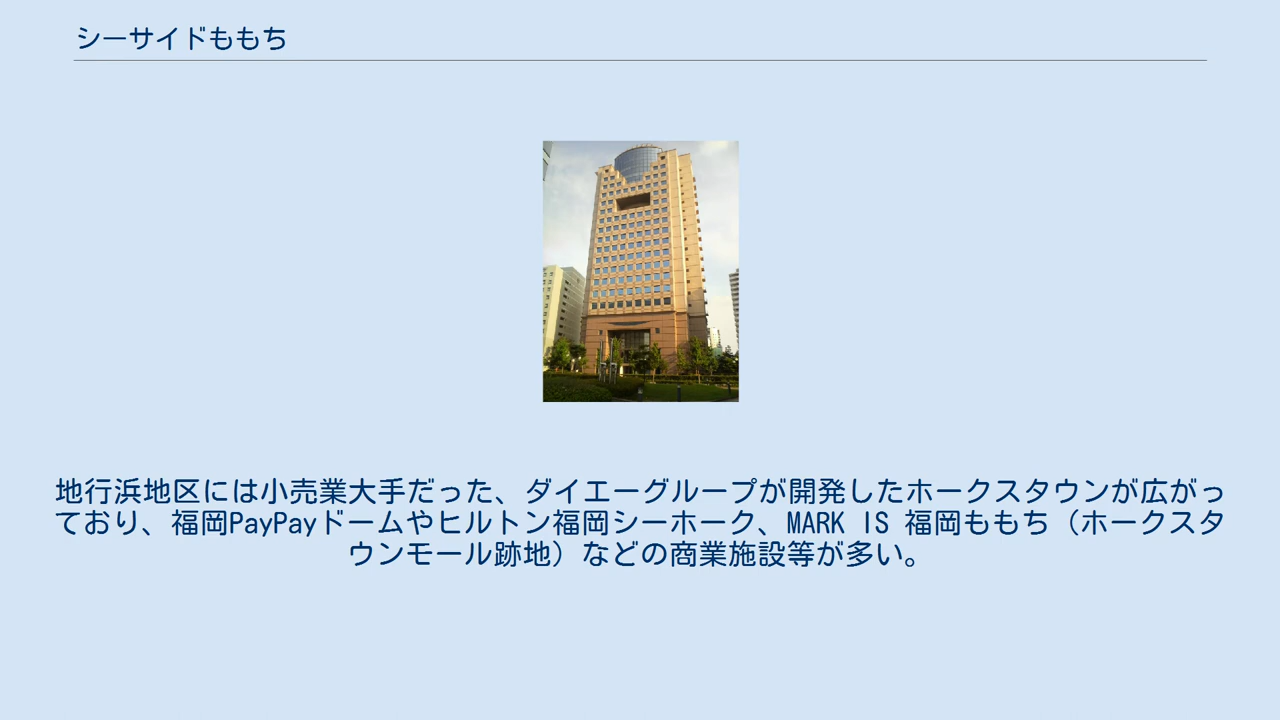 シーサイドももち
地行浜地区には小売業大手だった、ダイエーグループが開発したホークスタウンが広がっ
ており、福岡PayPayドームやヒルトン福岡シーホーク、MARK IS 福岡ももち（ホークスタ
ウンモール跡地）などの商業施設等が多い。